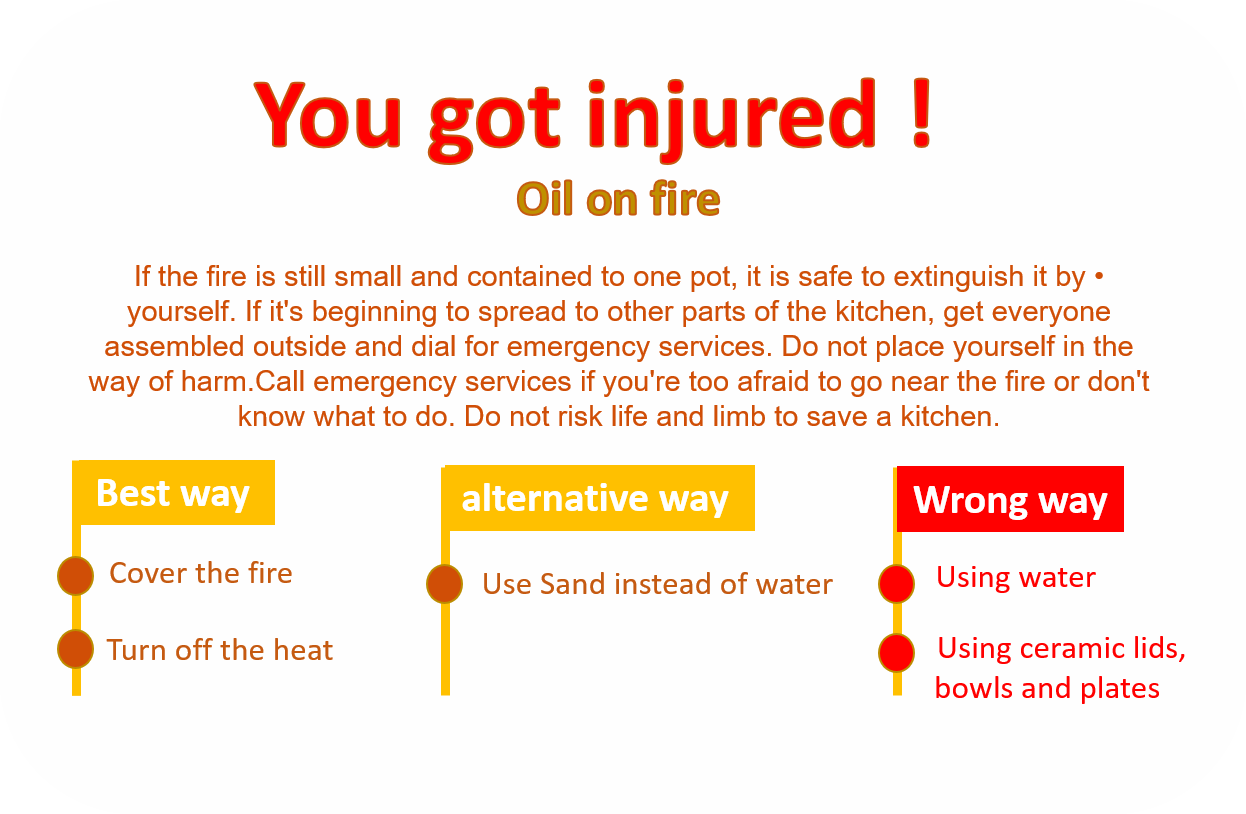 You got injured !
Oil on fire
If the fire is still small and contained to one pot, it is safe to extinguish it by •
yourself. If it's beginning to spread to other parts of the kitchen, get everyone
assembled outside and dial for emergency services. Do not place yourself in the
way of harm.Call emergency services if you're too afraid to go near the fire or don't
know what to do. Do not risk life and limb to save a kitchen.
Best way
Cover the fire
Turn off the heat
alternative way
Use Sand instead of water
Wrong way
Using water
Using ceramic lids,
bowls and plates